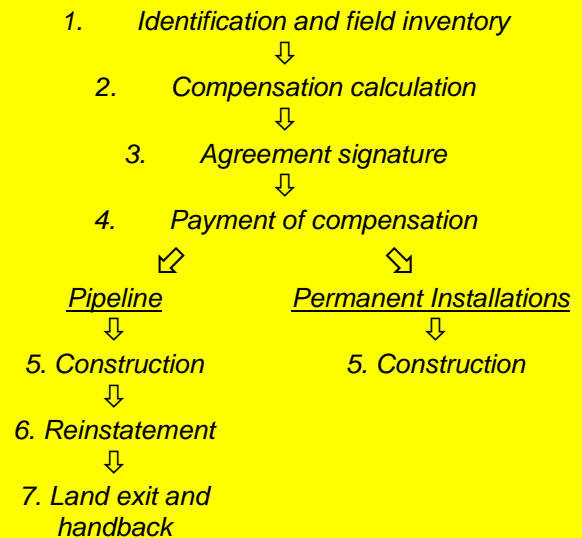 1. Identification and field inventory
⇩
2. Compensation calculation
⇩
3. Agreement signature
⇩
4. Payment of compensation
⬃ ⬂
Pipeline Permanent Installations
⇩ ⇩
5. Construction 5. Construction
⇩
6. Reinstatement
⇩
7. Land exit and
handback